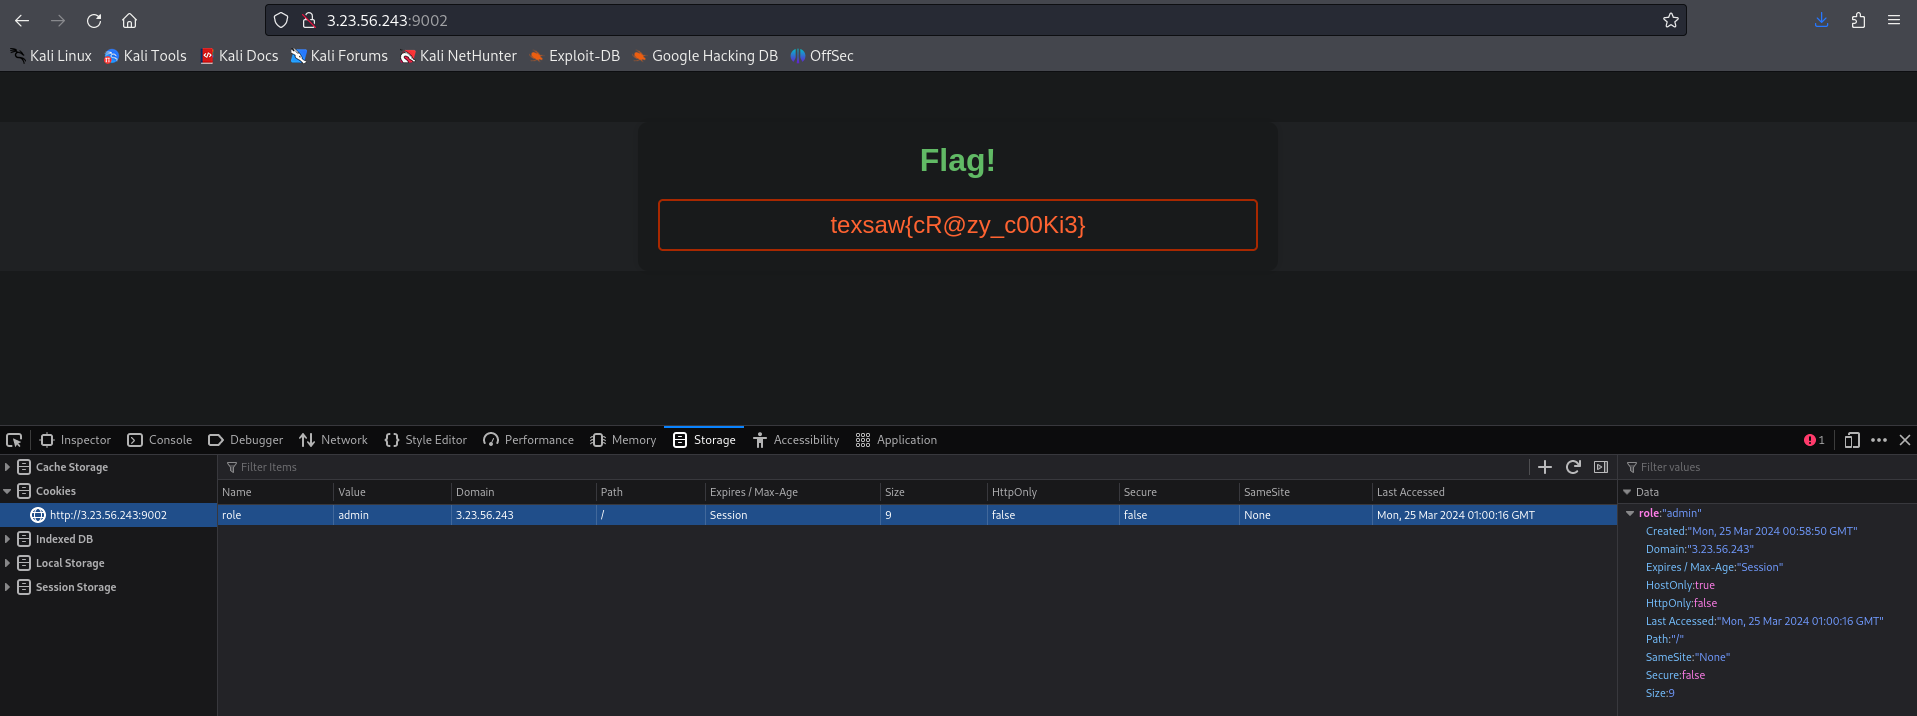 3.23.56.243:9002
Kali Linux Kali Tools Kali Docs Kali Forums Kali NetHunter Exploit-DB Google Hacking DB OffSec
Flag!
texsaw{cR@zy_c00Ki3}
Inspector Console Debugger Network Style Editor Performance Memory Storage Accessibility Application 1
Cache Storage
Cookies
http://3.23.56.243:9002
Indexed DB
Local Storage
Session Storage
Filter Items
Name Value Domain Path Expires / Max-Age Size HttpOnly Secure SameSite Last Accessed
role admin 3.23.56.243 / Session 9 false false None Mon, 25 Mar 2024 01:00:16 GMT
Filter values
Data
role:"admin"
Created:"Mon, 25 Mar 2024 00:58:50 GMT"
Domain:"3.23.56.243"
Expires / Max-Age:"Session"
HostOnly:true
HttpOnly:false
Last Accessed:"Mon, 25 Mar 2024 01:00:16 GMT"
Path:"/"
SameSite:"None"
Secure:false
Size:9